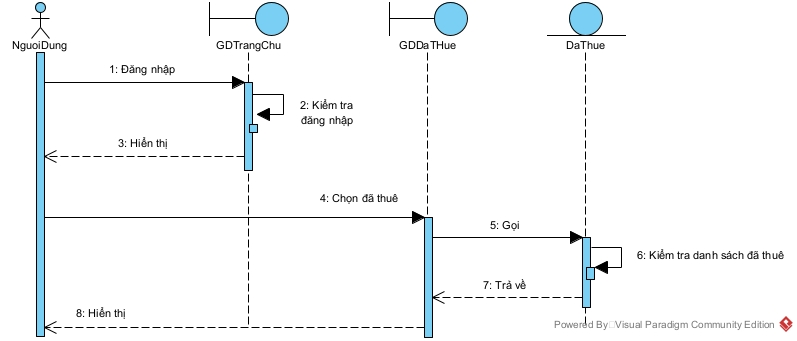 NguoiDung
GDTrangChu
GDDaTHue
DaThue
1: Đăng nhập
2: Kiểm tra
đăng nhập
3: Hiển thị
4: Chọn đã thuê
5: Gọi
6: Kiểm tra danh sách đã thuê
7: Trả về
8: Hiển thị
Powered By Visual Paradigm Community Edition